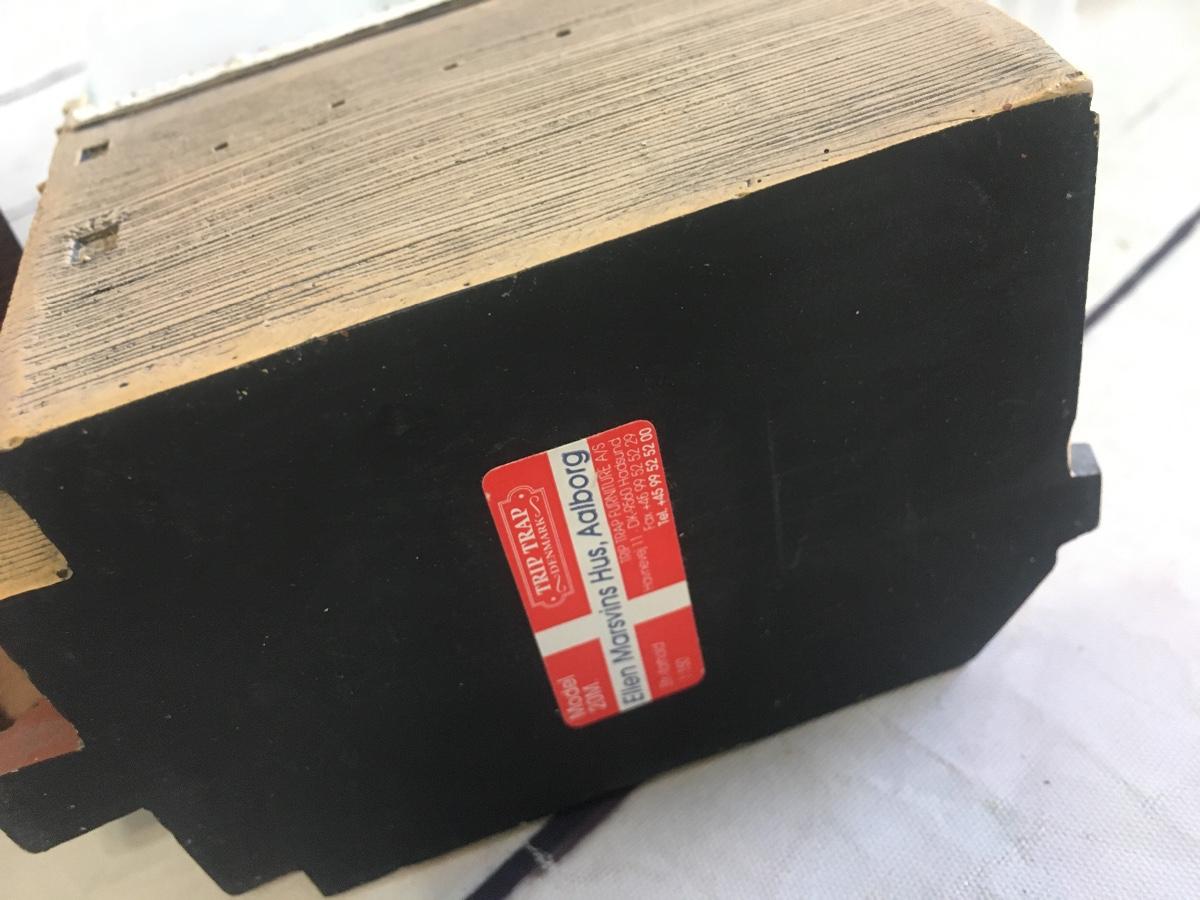 TRIP TRAP
DENMARK
Model
20M.
Ellen Marsvins Hus, Aalborg
TRIP TRAP FURNITURE A/S
11 DK-9560 Hadsund
Fax +45 99 52 52 29
Tel. +45 99 52 52 00